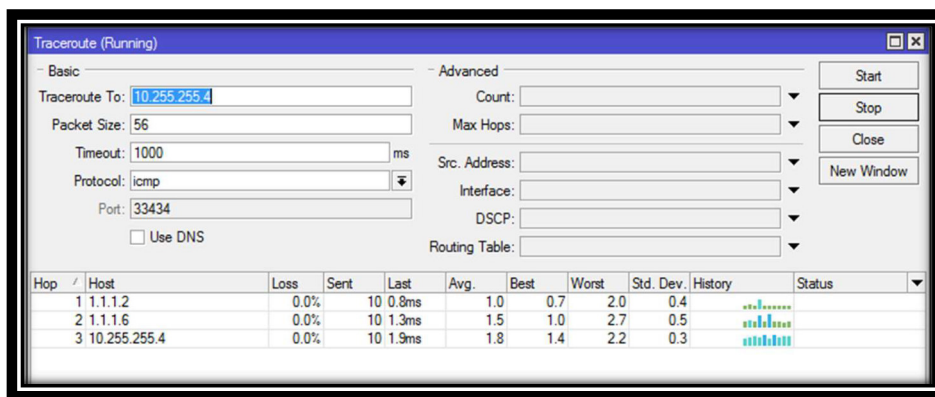 Traceroute (Running)
Basic
Traceroute To: 10.255.255.4
Packet Size: 56
Timeout: 1000 ms
Protocol: icmp
Port: 33434
Use DNS
Advanced
Count:
Max Hops:
Src. Address:
Interface:
DSCP:
Routing Table:
Start
Stop
Close
New Window
Hop Host Loss Sent Last Avg. Best Worst Std. Dev. History Status
1 1.1.1.2 0.0% 10 0.8ms 1.0 0.7 2.0 0.4
2 1.1.1.6 0.0% 10 1.3ms 1.5 1.0 2.7 0.5
3 10.255.255.4 0.0% 10 1.9ms 1.8 1.4 2.2 0.3